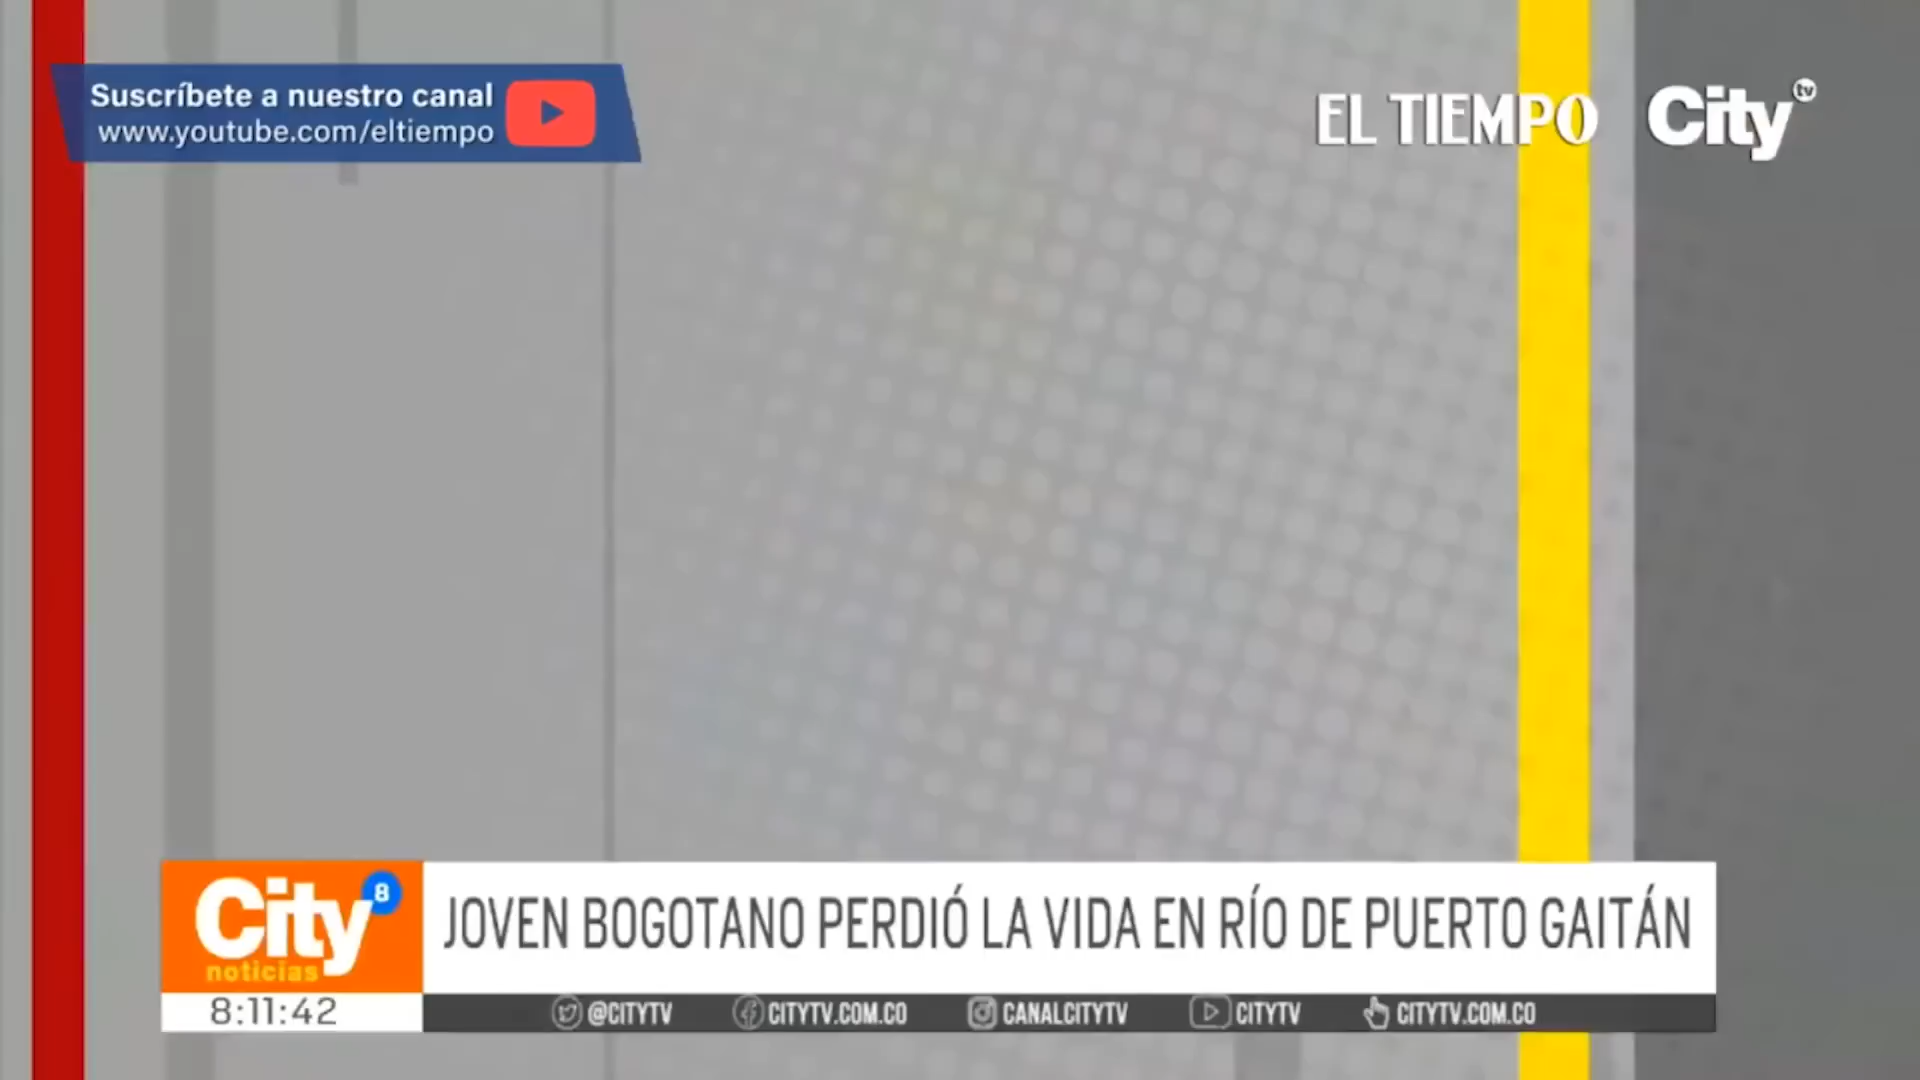 Suscríbete a nuestro canal
www.youtube.com/eltiempo
EL TIEMPO
City tv
City 8
noticias
JOVEN BOGOTANO PERDIÓ LA VIDA EN RÍO DE PUERTO GAITÁN
8:11:42
@CITYTV
CITYTV.COM.CO
CANALCITYTV
CITYTV
CITYTV.COM.CO